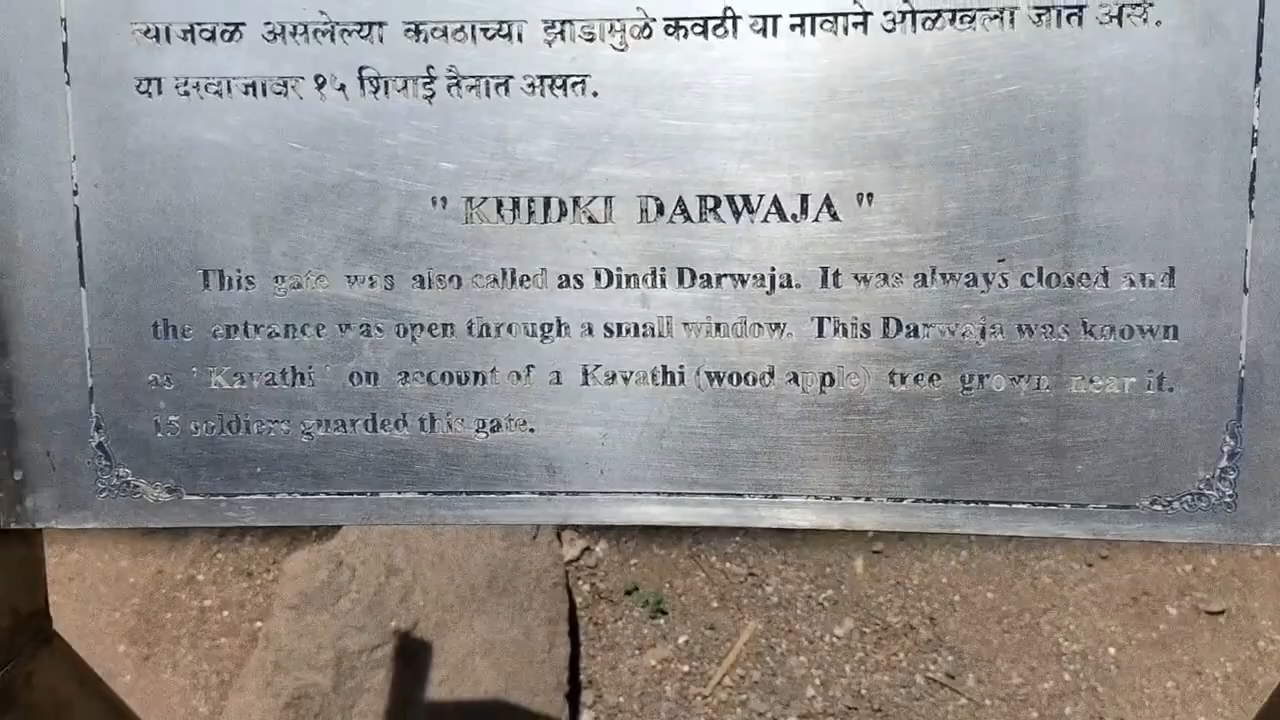 त्याजवळ असलेल्या कवठाच्या झाडामुळे कवठी या नावाने ओळखला जात असे.
या दरवाजावर १५ शिपाई तैनात असत.
" KHIDKI DARWAJA "
This gate was also called as Dindi Darwaja. It was always closed and
the entrance was open through a small window. This Darwaja was known
as ' Kavathi ' on account of a Kavathi (wood apple) tree grown near it.
15 soldiers guarded this gate.